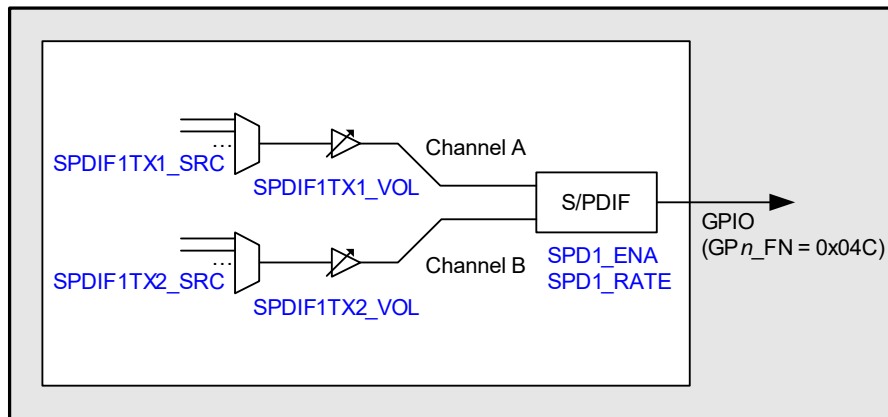 ...
SPDIF1TX1_SRC
SPDIF1TX1_VOL
Channel A
...
SPDIF1TX2_SRC
SPDIF1TX2_VOL
Channel B
S/PDIF
SPD1_ENA
SPD1_RATE
GPIO
(GPn_FN = 0x04C)